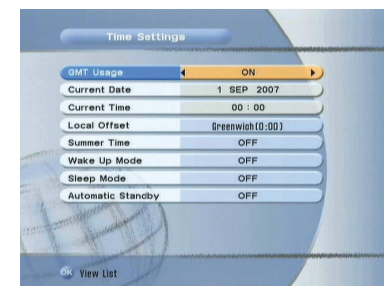 Time Settings
GMT Usage ON
Current Date 1 SEP 2007
Current Time 00 : 00
Local Offset Greenwich(0:00)
Summer Time OFF
Wake Up Mode OFF
Sleep Mode OFF
Automatic Standby OFF
OK View List